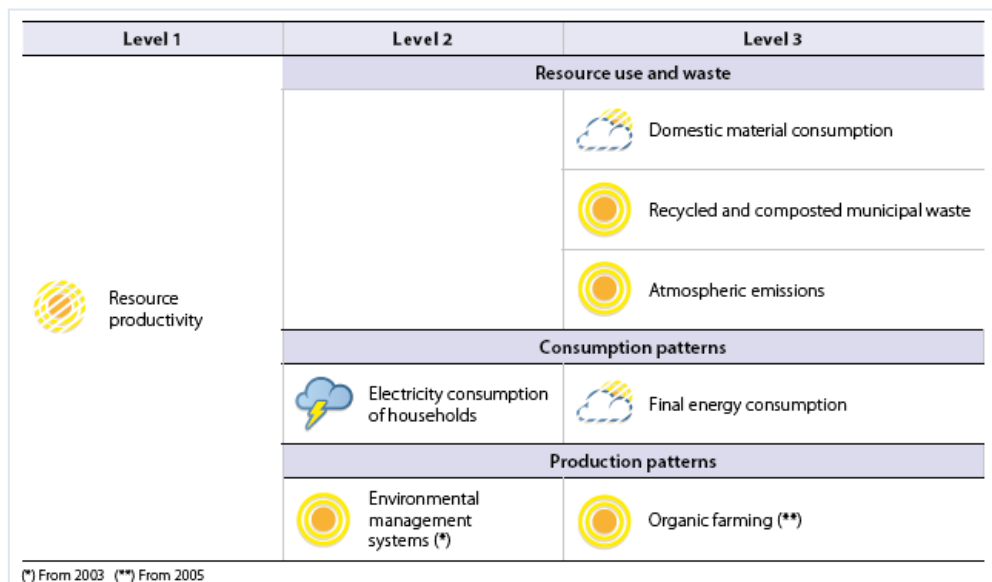 Level 1 Level 2 Level 3
Resource use and waste
Domestic material consumption
Recycled and composted municipal waste
Atmospheric emissions
Resource
productivity
Consumption patterns
Electricity consumption
of households
Final energy consumption
Production patterns
Environmental
management
systems (*)
Organic farming (**)
(*) From 2003 (**) From 2005